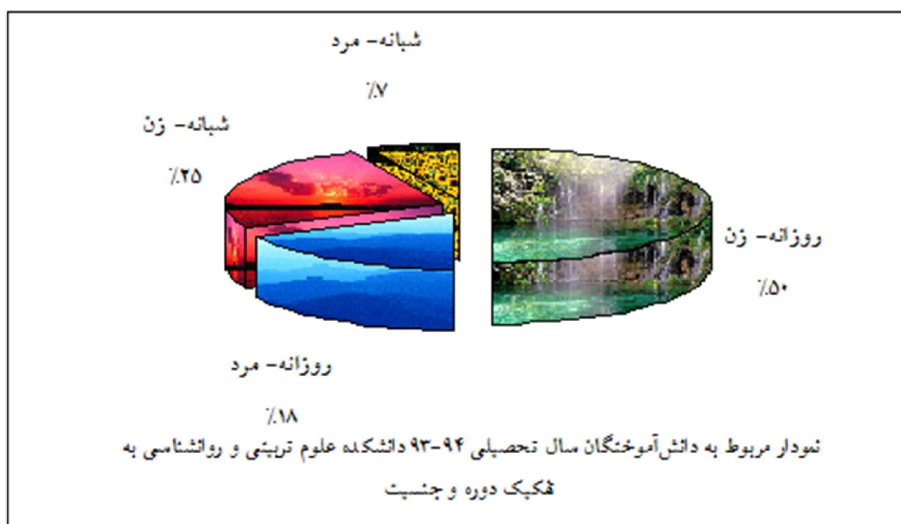 شبانه- مرد
٪۷
شبانه- زن
٪۲۵
روزانه- زن
٪۵۰
روزانه- مرد
٪۱۸
نمودار مربوط به دانش‌آموختگان سال تحصیلی ۹۴-۹۳ دانشکده علوم تربیتی و روانشناسی به
تفکیک دوره و جنسیت